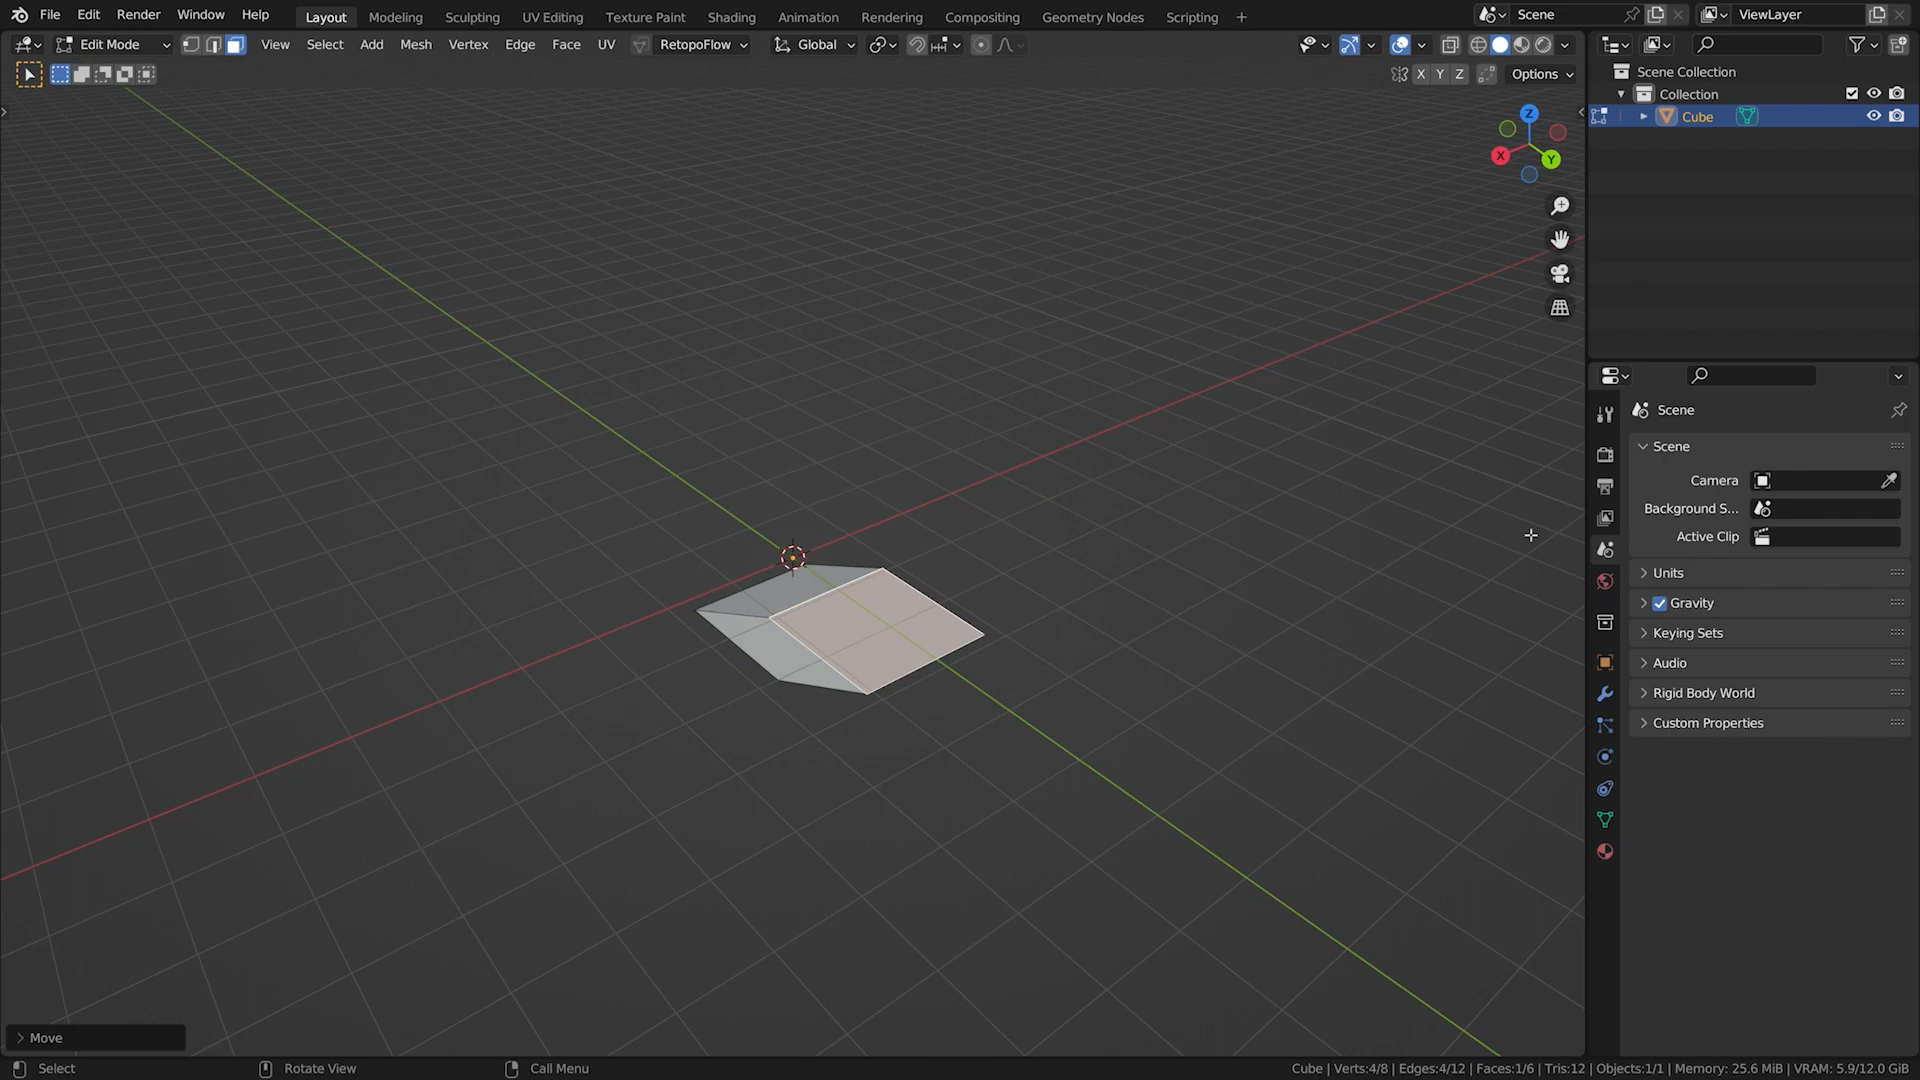 File Edit Render Window Help Layout Modeling Sculpting UV Editing Texture Paint Shading Animation Rendering Compositing Geometry Nodes Scripting + Scene ViewLayer
Edit Mode View Select Add Mesh Vertex Edge Face UV RetopoFlow Global
X Y Z Options
Scene Collection
Collection
Cube
Z
X
Y
Scene
Scene
Camera
Background S...
Active Clip
Units
Gravity
Keying Sets
Audio
Rigid Body World
Custom Properties
Move
Select Rotate View Call Menu Cube | Verts:4/8 | Edges:4/12 | Faces:1/6 | Tris:12 | Objects:1/1 | Memory: 25.6 MiB | VRAM: 5.9/12.0 GiB